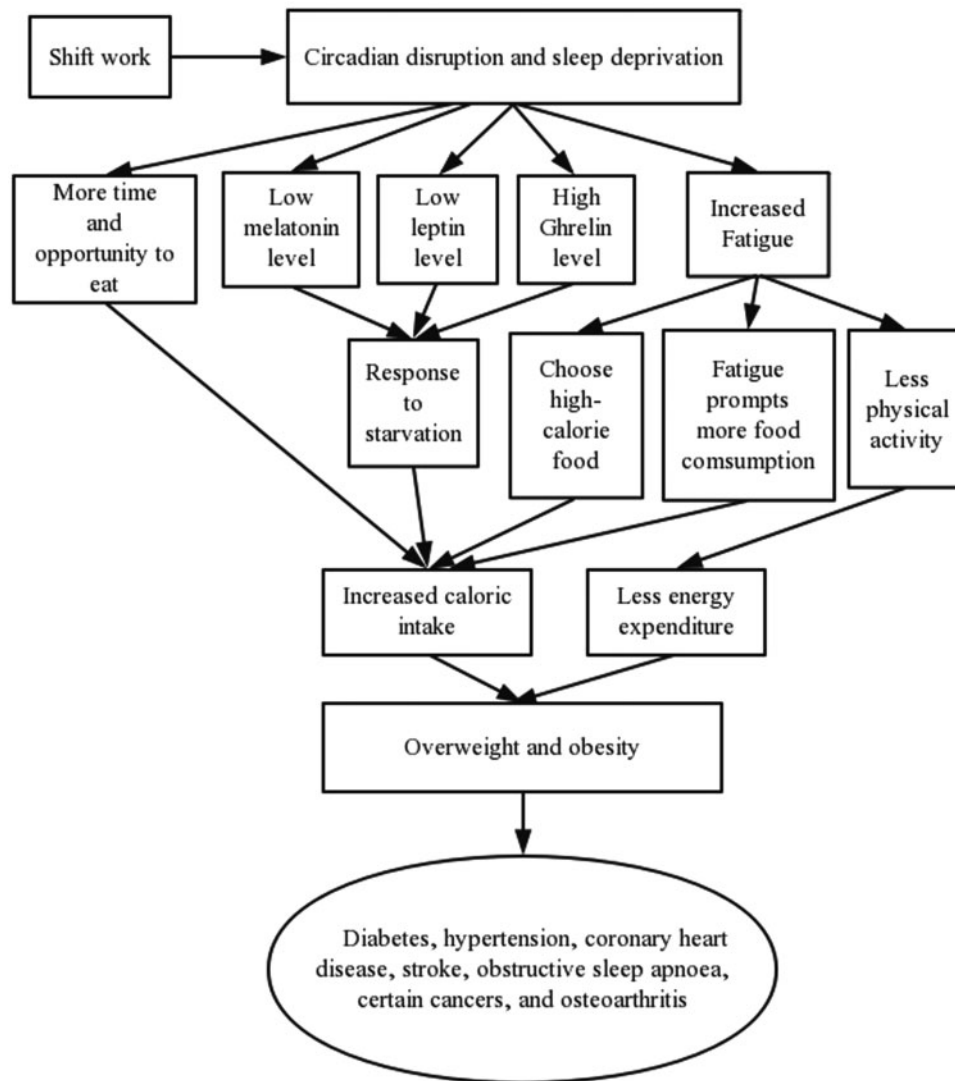 Shift work
Circadian disruption and sleep deprivation
More time
and
opportunity to
eat
Low
melatonin
level
Low
leptin
level
High
Ghrelin
level
Increased
Fatigue
Response
to
starvation
Choose
high-
calorie
food
Fatigue
prompts
more food
comsumption
Less
physical
activity
Increased caloric
intake
Less energy
expenditure
Overweight and obesity
Diabetes, hypertension, coronary heart
disease, stroke, obstructive sleep apnoea,
certain cancers, and osteoarthritis